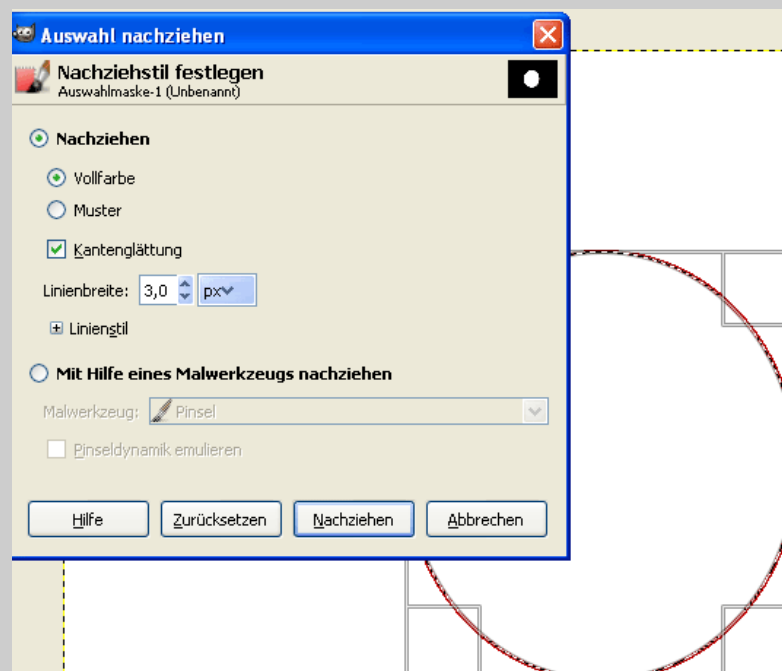 Auswahl nachziehen
Nachziehstil festlegen
Auswahlmaske-1 (Unbenannt)
Nachziehen
Vollfarbe
Muster
Kantenglättung
Linienbreite: 3,0 px
Linienstil
Mit Hilfe eines Malwerkzeugs nachziehen
Malwerkzeug: Pinsel
Pinseldynamik emulieren
Hilfe Zurücksetzen Nachziehen Abbrechen